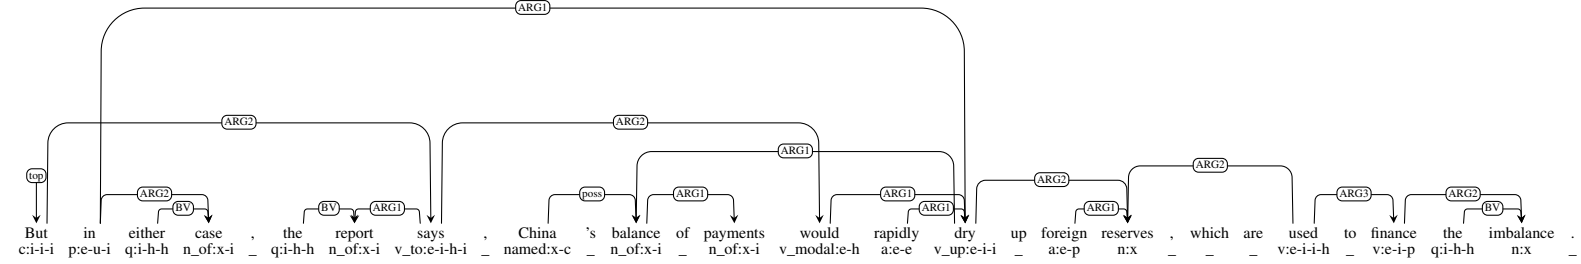 ARG1
ARG2 ARG2
ARG1
ARG2
top ARG2
ARG2 poss ARG1 ARG1 ARG3 ARG2
BV BV ARG1 ARG1 ARG1 BV
But in either case , the report says , China 's balance of payments would rapidly dry up foreign reserves , which are used to finance the imbalance .
c:i-i-i p:e-u-i q:i-h-h n_of:x-i _ q:i-h-h n_of:x-i v_to:e-i-h-i _ named:x-c _ n_of:x-i _ n_of:x-i v_modal:e-h a:e-e v_up:e-i-i _ a:e-p n:x _ _ _ v:e-i-i-h _ v:e-i-p q:i-h-h n:x _